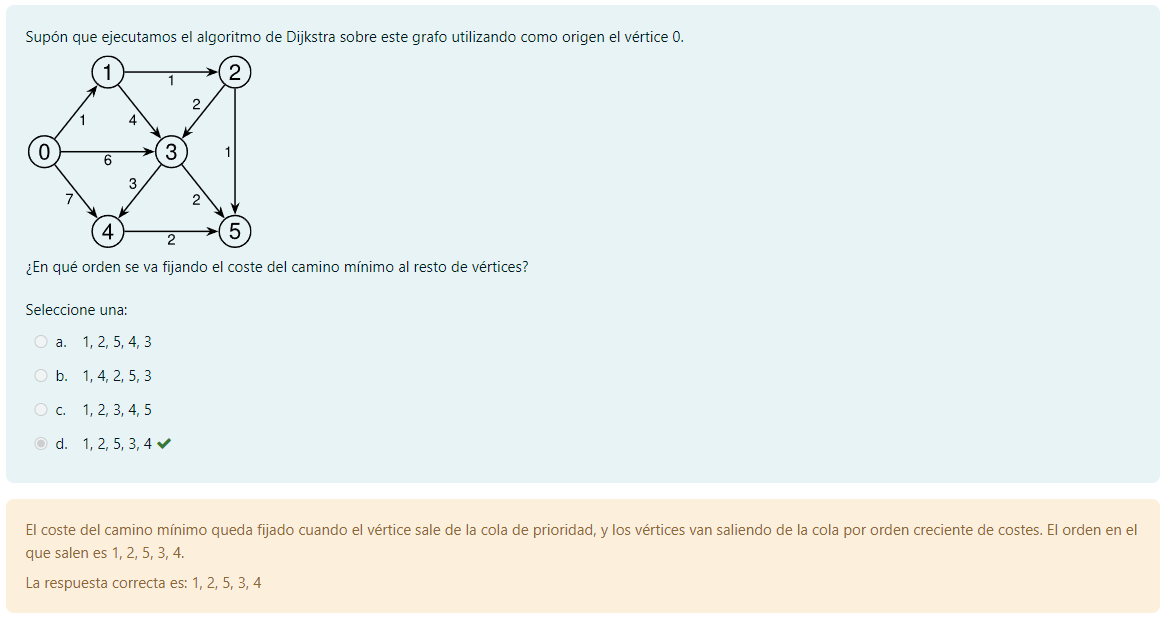 Supón que ejecutamos el algoritmo de Dijkstra sobre este grafo utilizando como origen el vértice 0.
1
2
1
2
1
4
0
3
1
6
3
7
2
4
5
2
¿En qué orden se va fijando el coste del camino mínimo al resto de vértices?
Seleccione una:
a. 1, 2, 5, 4, 3
b. 1, 4, 2, 5, 3
c. 1, 2, 3, 4, 5
d. 1, 2, 5, 3, 4
El coste del camino mínimo queda fijado cuando el vértice sale de la cola de prioridad, y los vértices van saliendo de la cola por orden creciente de costes. El orden en el
que salen es 1, 2, 5, 3, 4.
La respuesta correcta es: 1, 2, 5, 3, 4